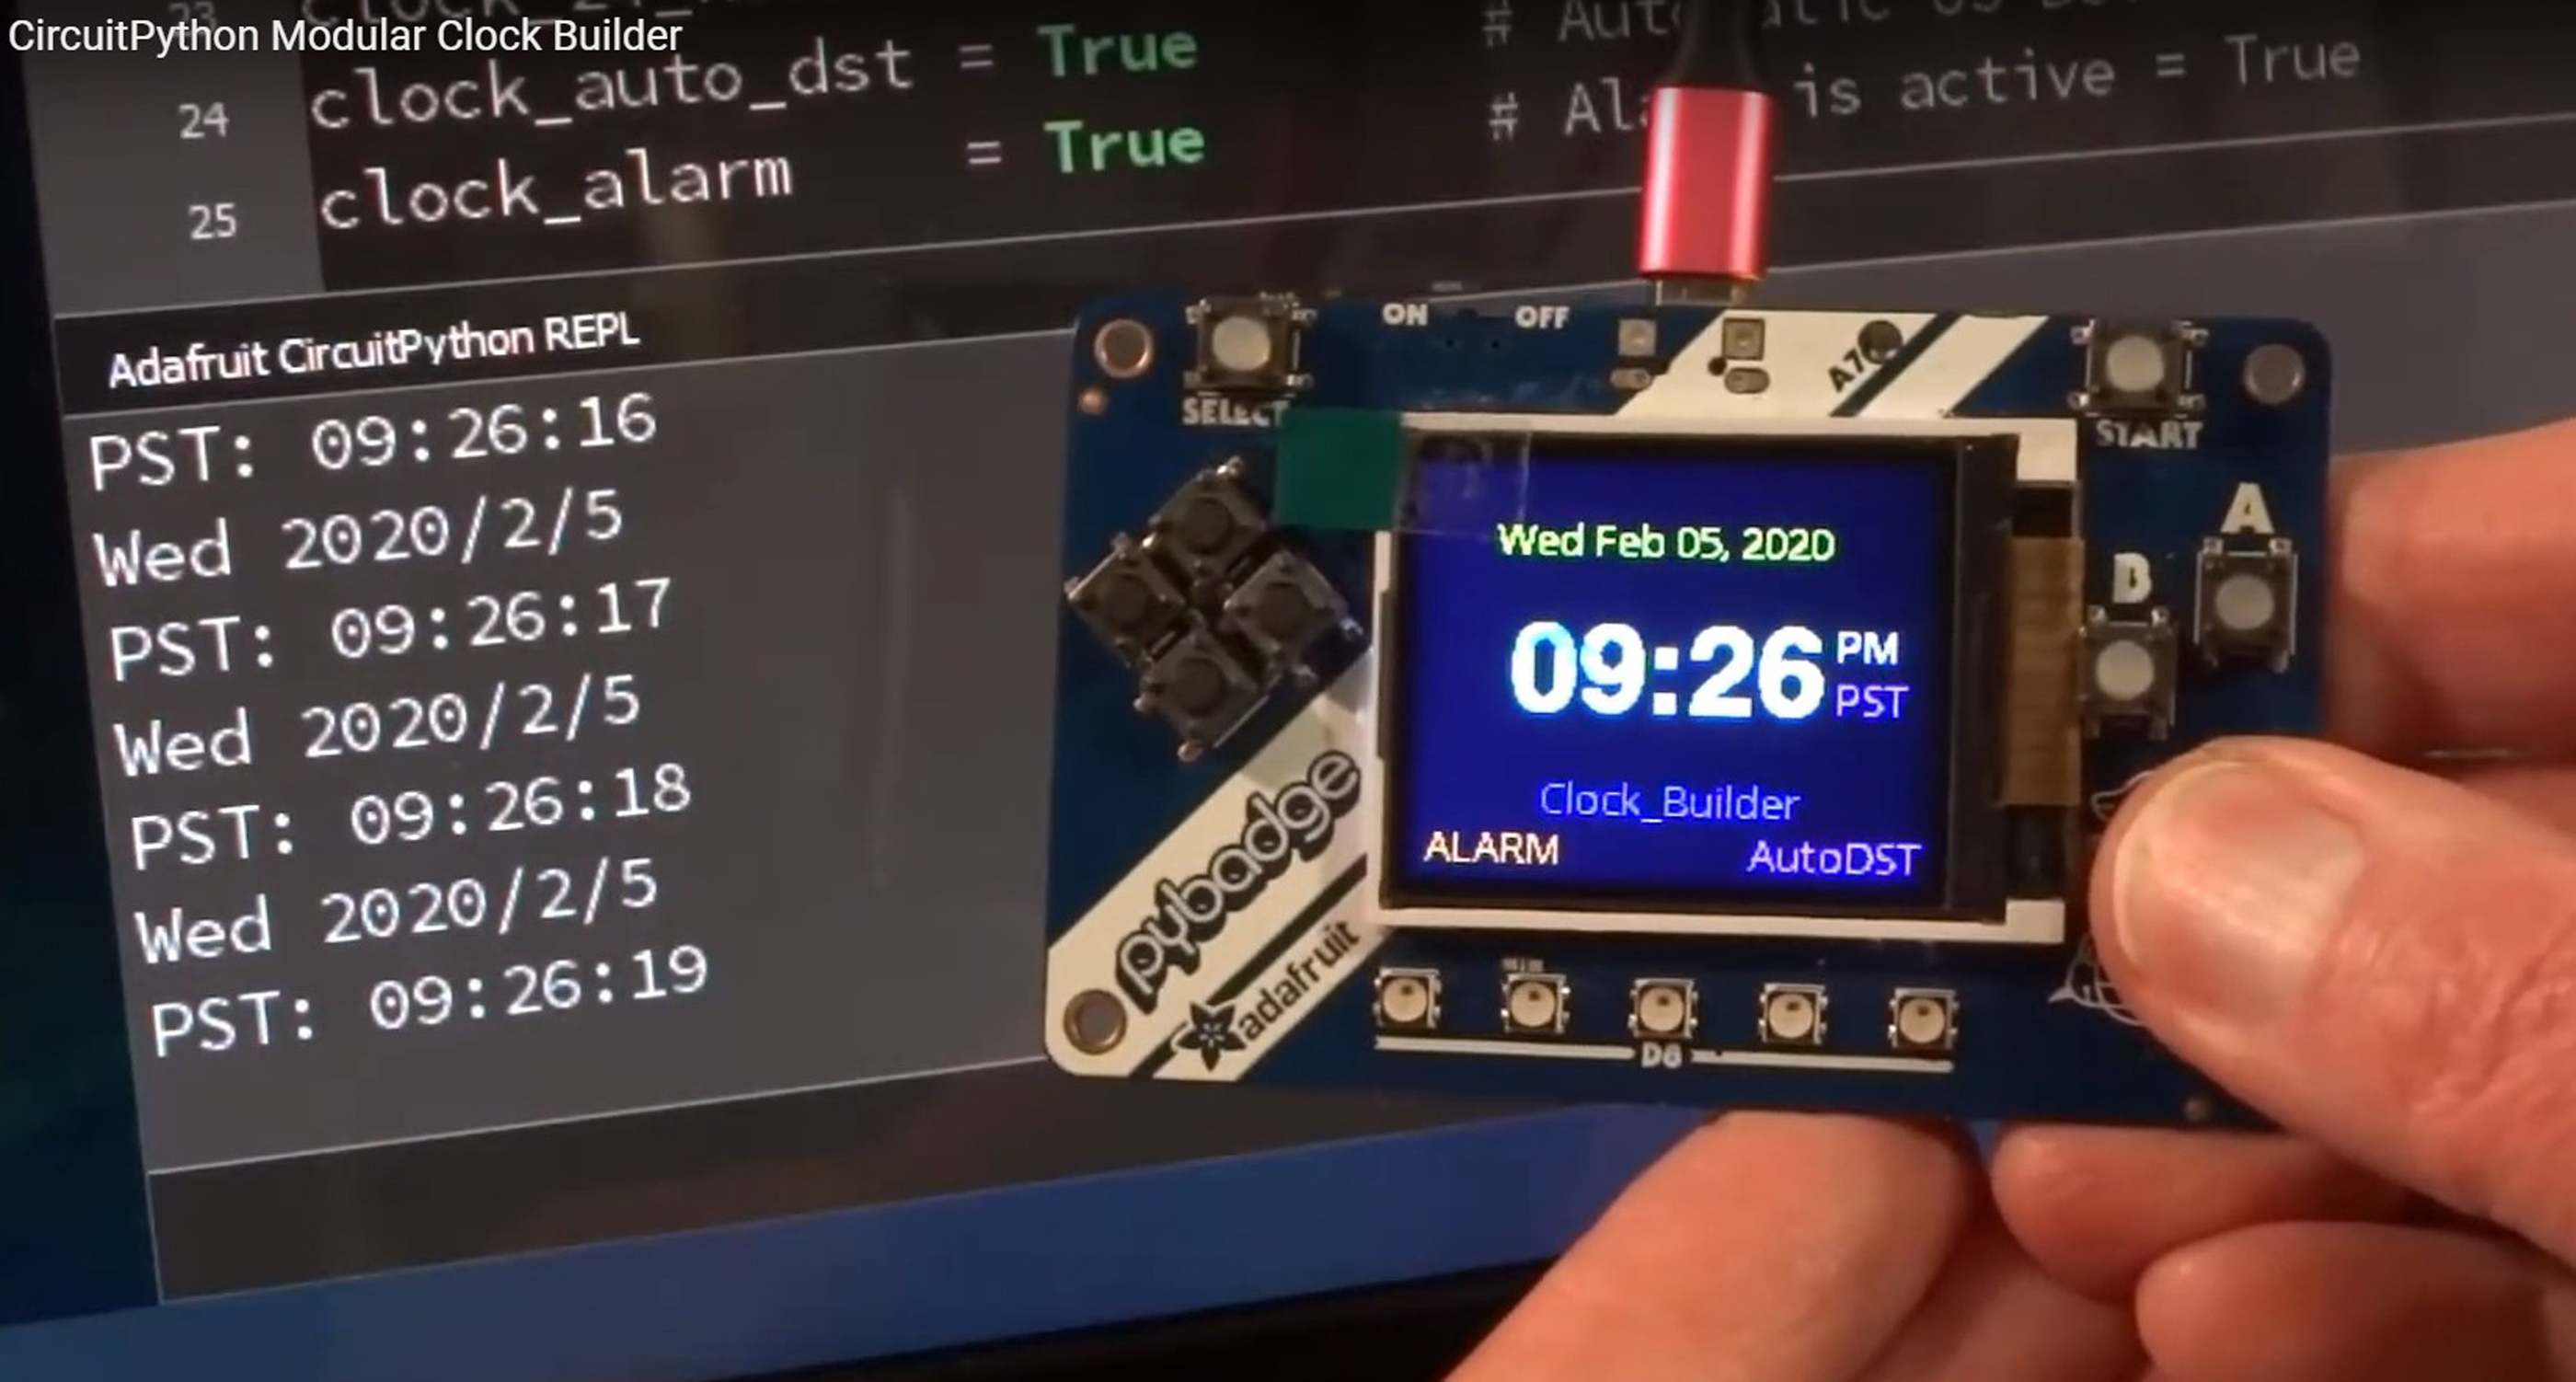 CircuitPython Modular Clock Builder
23
24 clock_auto_dst = True
25 clock_alarm = True # is active = True
Adafruit CircuitPython REPL
PST: 09:26:16
Wed 2020/2/5
PST: 09:26:17
Wed 2020/2/5
PST: 09:26:18
Wed 2020/2/5
PST: 09:26:19
SELECT
ON OFF
START
A
B
Wed Feb 05, 2020
09:26 PM
PST
Clock_Builder
ALARM AutoDST
pybadge
adafruit
D8